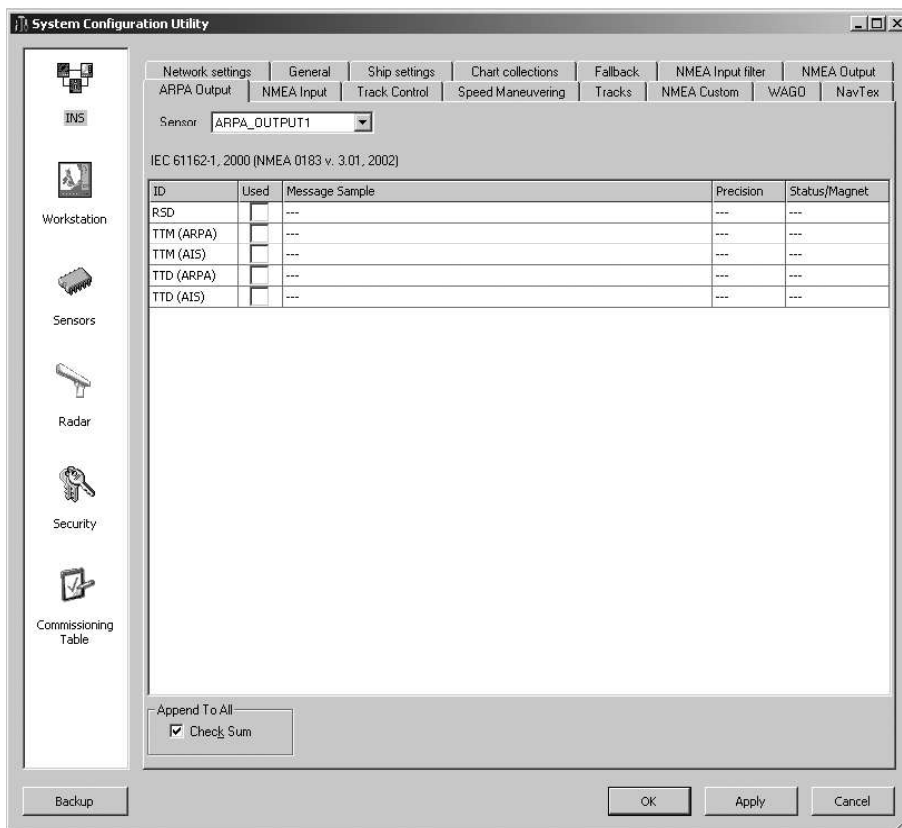 System Configuration Utility
INS
Workstation
Sensors
Radar
Security
Commissioning
Table
Backup
Network settings General Ship settings Chart collections Fallback NMEA Input filter NMEA Output
ARPA Output NMEA Input Track Control Speed Maneuvering Tracks NMEA Custom WAGO NavTex
Sensor ARPA_OUTPUT1
IEC 61162-1, 2000 (NMEA 0183 v. 3.01, 2002)
ID Used Message Sample Precision Status/Magnet
RSD --- --- ---
TTM (ARPA) --- --- ---
TTM (AIS) --- --- ---
TTD (ARPA) --- --- ---
TTD (AIS) --- --- ---
Append To All
Check Sum
OK Apply Cancel